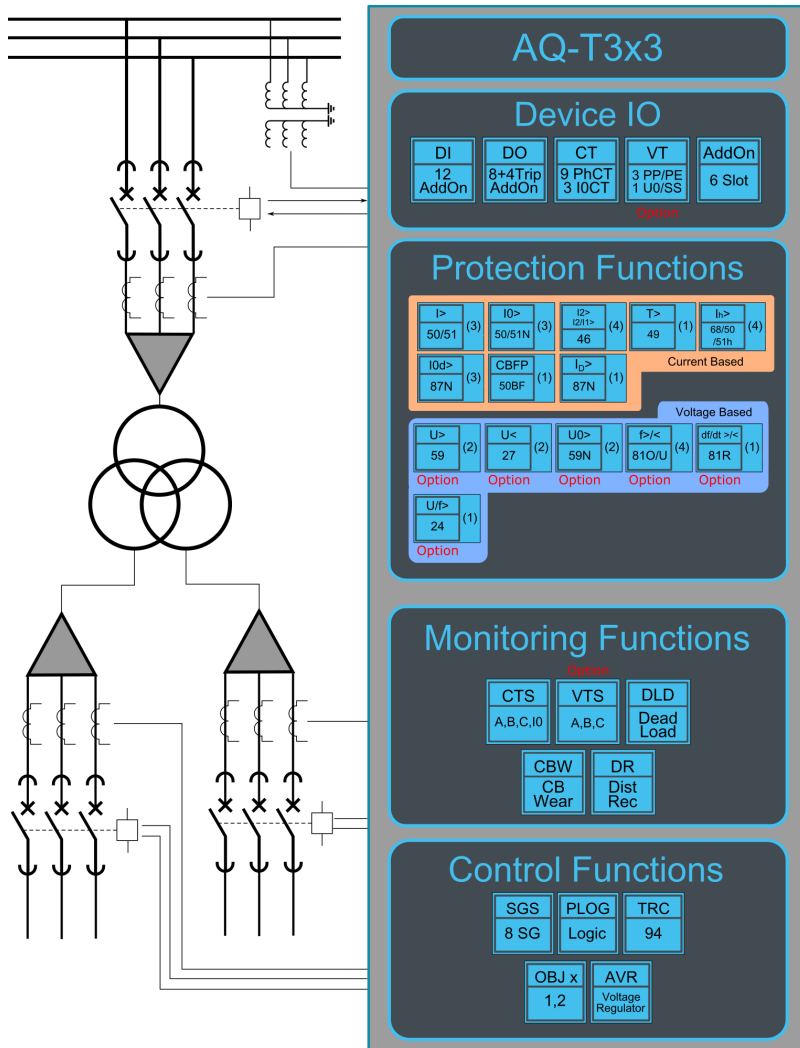 AQ-T3x3
Device IO
DI
12
AddOn
DO
8+4Trip
AddOn
CT
9 PhCT
3 I0CT
VT
3 PP/PE
1 U0/SS
Option
AddOn
6 Slot
Protection Functions
I>
50/51
(3)
I0>
50/51N
(3)
I2>
I2/I1>
46
(4)
T>
49
(1)
Ih>
68/50
/51h
(4)
I0d>
87N
(3)
CBFP
50BF
(1)
ID>
87N
(1)
Current Based
Voltage Based
U>
59
(2)
Option
U<
27
(2)
Option
U0>
59N
(2)
Option
f>/<
81O/U
(4)
Option
df/dt >/<
81R
(1)
Option
U/f>
24
(1)
Option
Monitoring Functions
Option
CTS
A,B,C,I0
VTS
A,B,C
DLD
Dead
Load
CBW
CB
Wear
DR
Dist
Rec
Control Functions
SGS
8 SG
PLOG
Logic
TRC
94
OBJ x
1,2
AVR
Voltage
Regulator